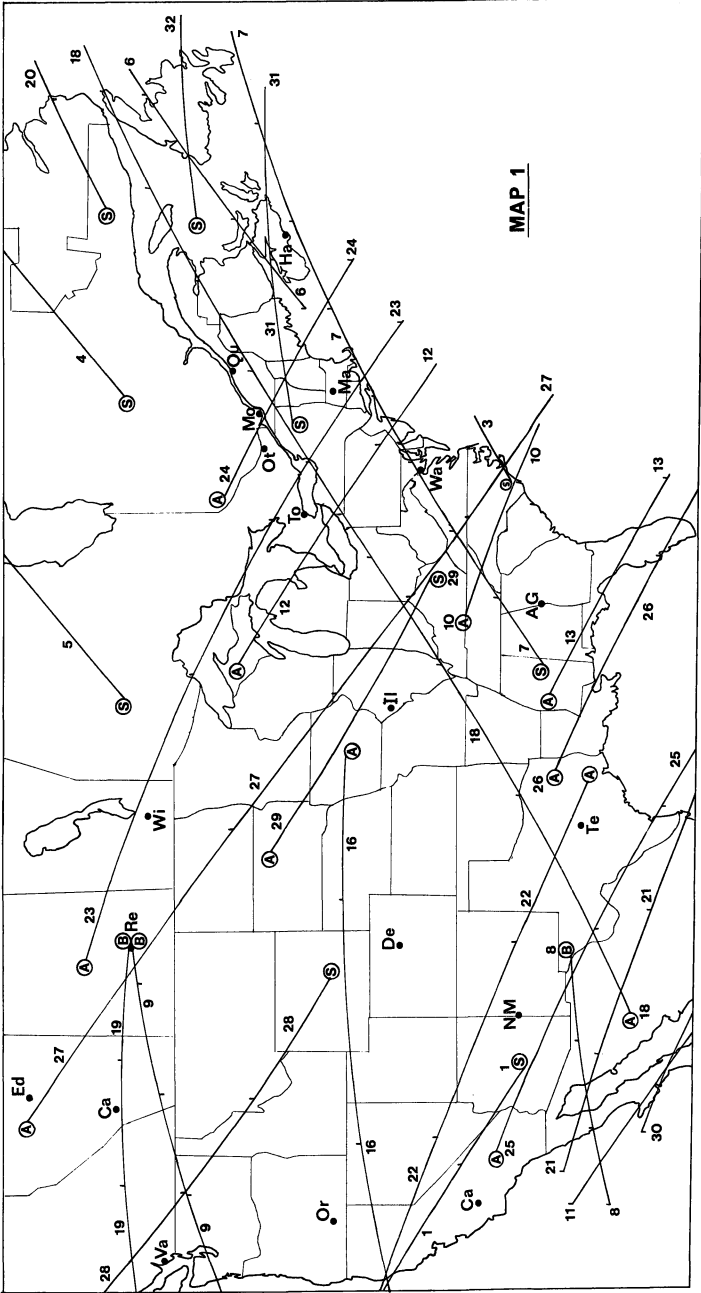 A
Ed
20
27
5
18
4
A
23
28
Ca
S
19
19
B
B
Re
S
S
6
9
Wi
Va
32
S
9
A
24
Qu
A
7
Mo
27
Ot
A
31
29
12
31
Ha
28
To
S
6
Or
S
7
Ma
A
16
24
16
De
Il
23
22
12
1
Wa
S
29
10
A
Ca
18
3
A
25
1
S
NM
S
22
AG
7
S
10
MAP 1
26
A
21
27
8
B
A
13
11
13
A
Te
8
A
18
21
26
30
25